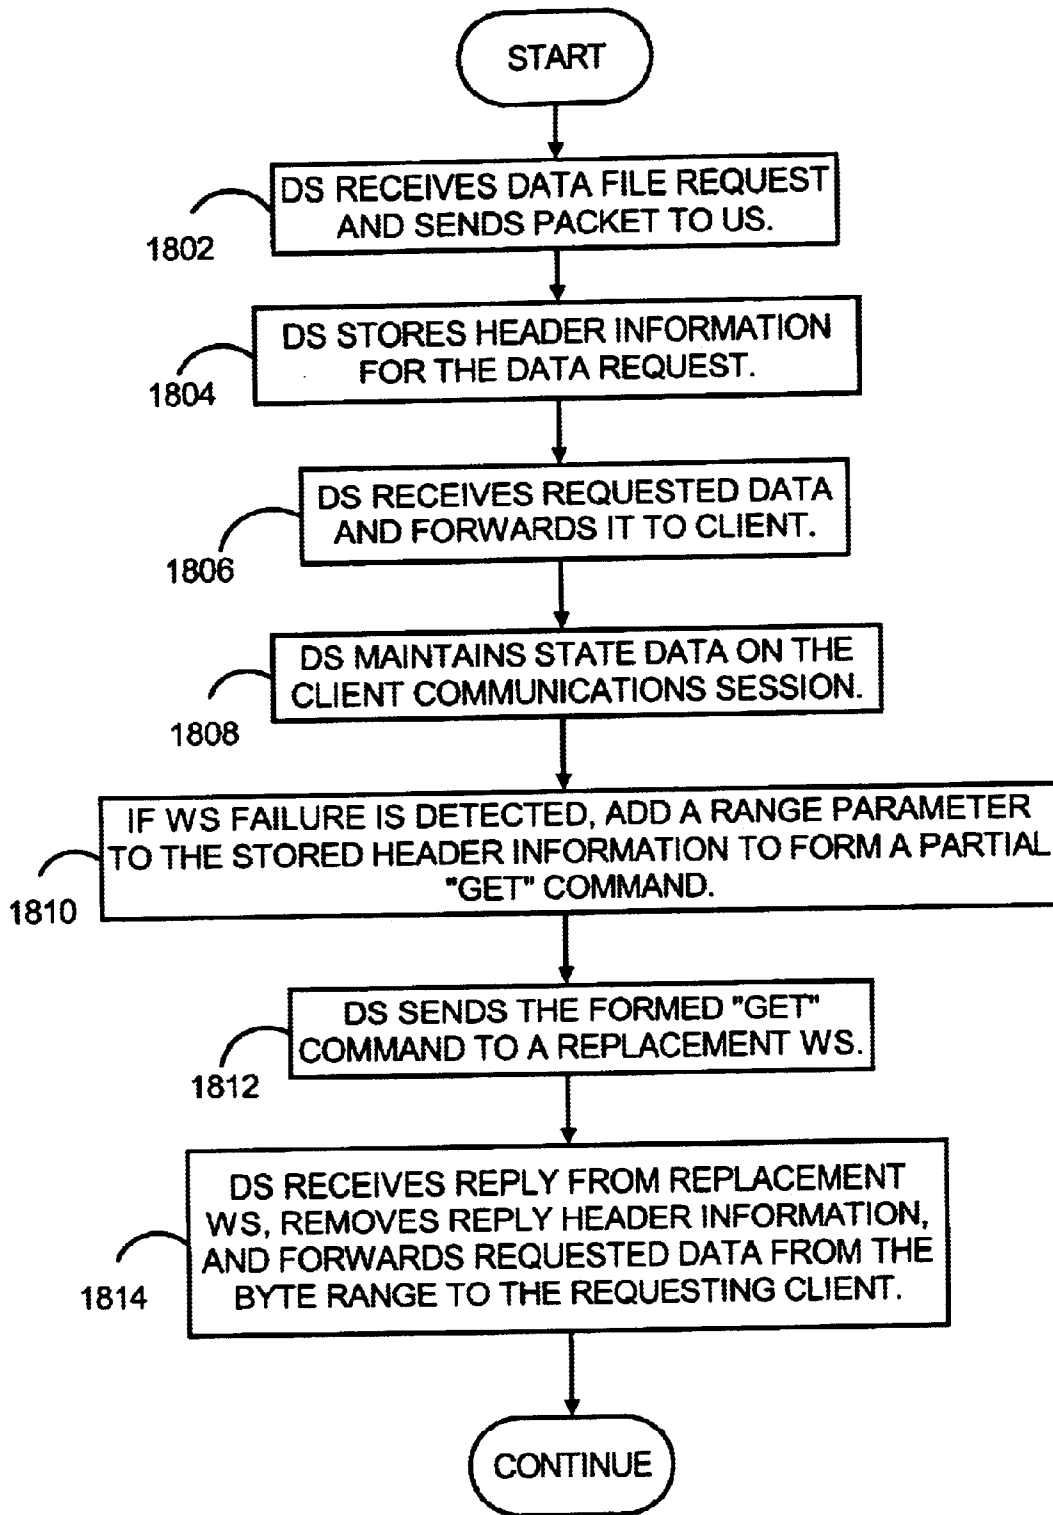 START
DS RECEIVES DATA FILE REQUEST
AND SENDS PACKET TO US.
1802
DS STORES HEADER INFORMATION
FOR THE DATA REQUEST.
1804
DS RECEIVES REQUESTED DATA
AND FORWARDS IT TO CLIENT.
1806
DS MAINTAINS STATE DATA ON THE
CLIENT COMMUNICATIONS SESSION.
1808
IF WS FAILURE IS DETECTED, ADD A RANGE PARAMETER
TO THE STORED HEADER INFORMATION TO FORM A PARTIAL
"GET" COMMAND.
1810
DS SENDS THE FORMED "GET"
COMMAND TO A REPLACEMENT WS.
1812
DS RECEIVES REPLY FROM REPLACEMENT
WS, REMOVES REPLY HEADER INFORMATION,
AND FORWARDS REQUESTED DATA FROM THE
BYTE RANGE TO THE REQUESTING CLIENT.
1814
CONTINUE